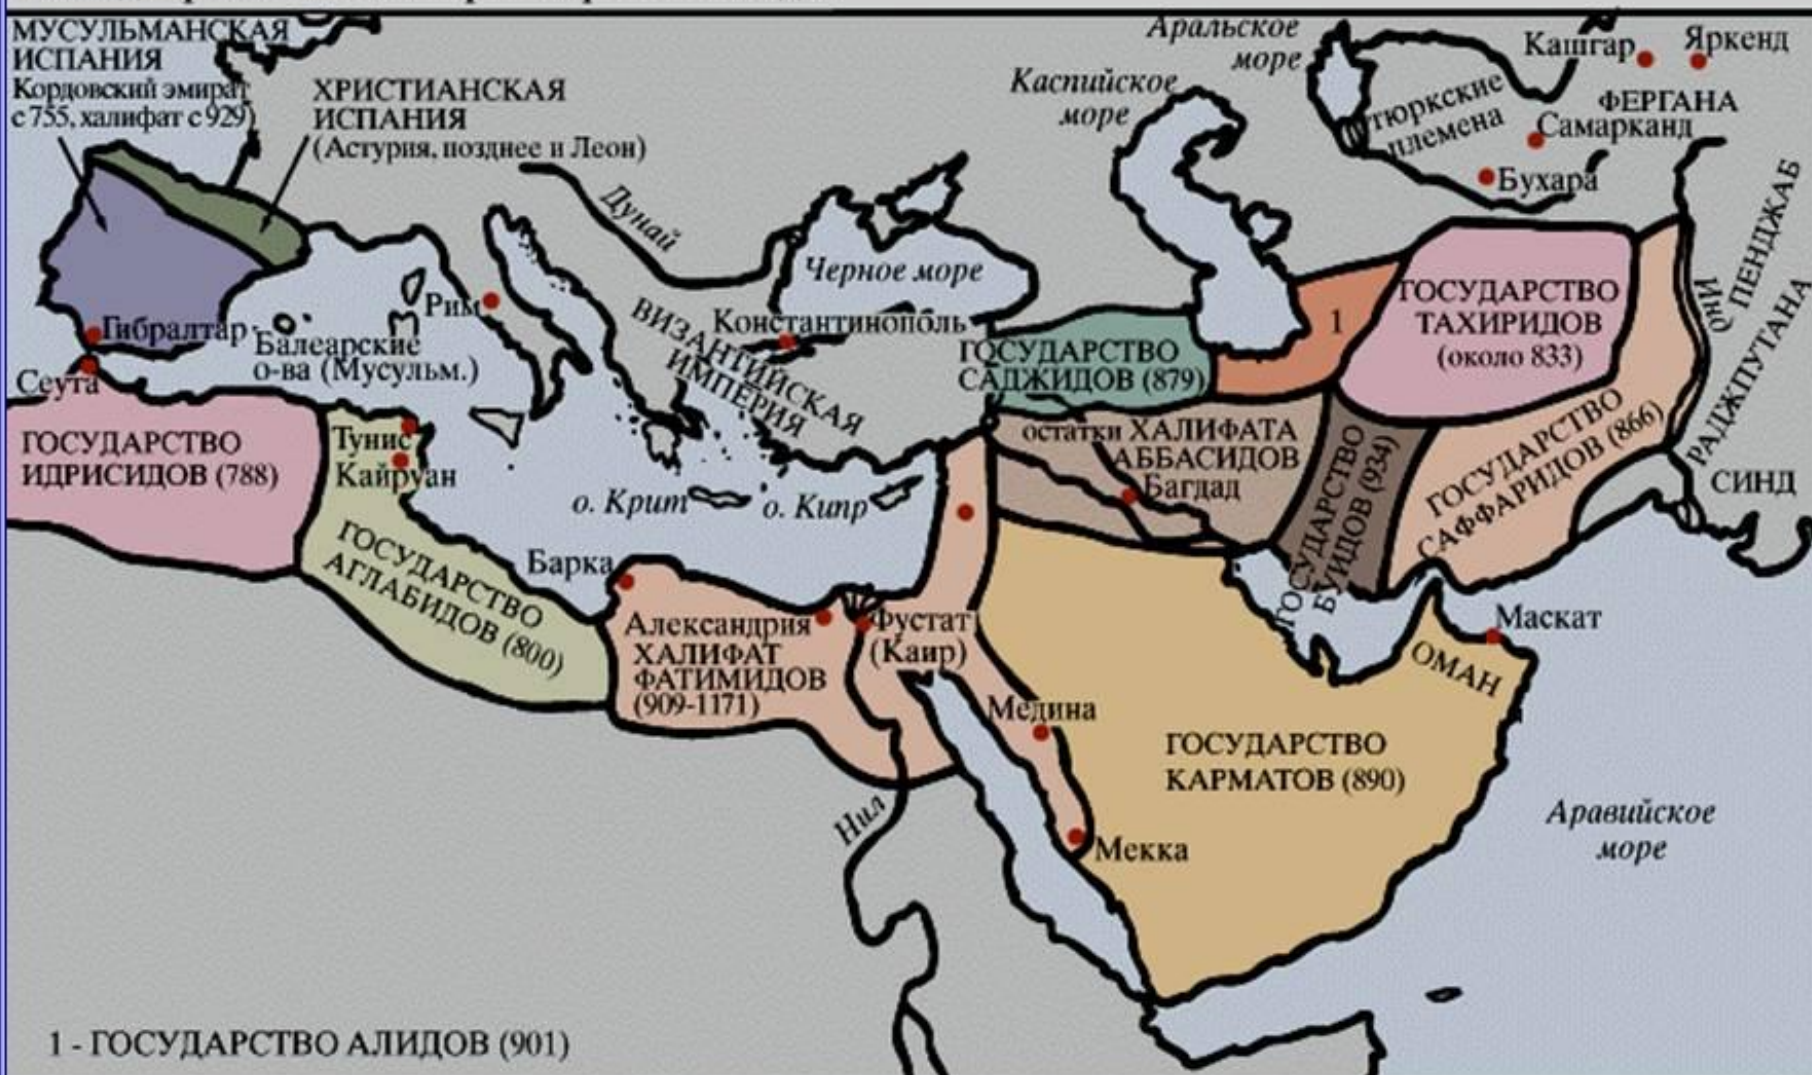 МУСУЛЬМАНСКАЯ
ИСПАНИЯ
Кордовский эмират
с 755, халифат с 929)
ХРИСТИАНСКАЯ
ИСПАНИЯ
(Астурия, позднее и Леон)
Аральское
море
Каспийское
море
Кашгар
Яркенд
тюркские
племена
ФЕРГАНА
Самарканд
Бухара
ПЕНДЖАБ
Инд
РАДЖПУТАНА
СИНД
Дунай
Черное море
Рим
Гибралтар
Балеарские
о-ва (Мусульм.)
Сеута
ВИЗАНТИЙСКАЯ
ИМПЕРИЯ
Константинополь
ГОСУДАРСТВО
САДЖИДОВ (879)
1
ГОСУДАРСТВО
ТАХИРИДОВ
(около 833)
ГОСУДАРСТВО
САФФАРИДОВ (866)
остатки ХАЛИФАТА
АББАСИДОВ
Багдад
ГОСУДАРСТВО
БУИДОВ (934)
ГОСУДАРСТВО
ИДРИСИДОВ (788)
Тунис
Кайруан
о. Крит
о. Кипр
ГОСУДАРСТВО
АГЛАБИДОВ (800)
Барка
Александрия
ХАЛИФАТ
ФАТИМИДОВ
(909-1171)
Фустат
(Каир)
Маскат
ОМАН
Медина
ГОСУДАРСТВО
КАРМАТОВ (890)
Нил
Мекка
Аравийское
море
1 - ГОСУДАРСТВО АЛИДОВ (901)